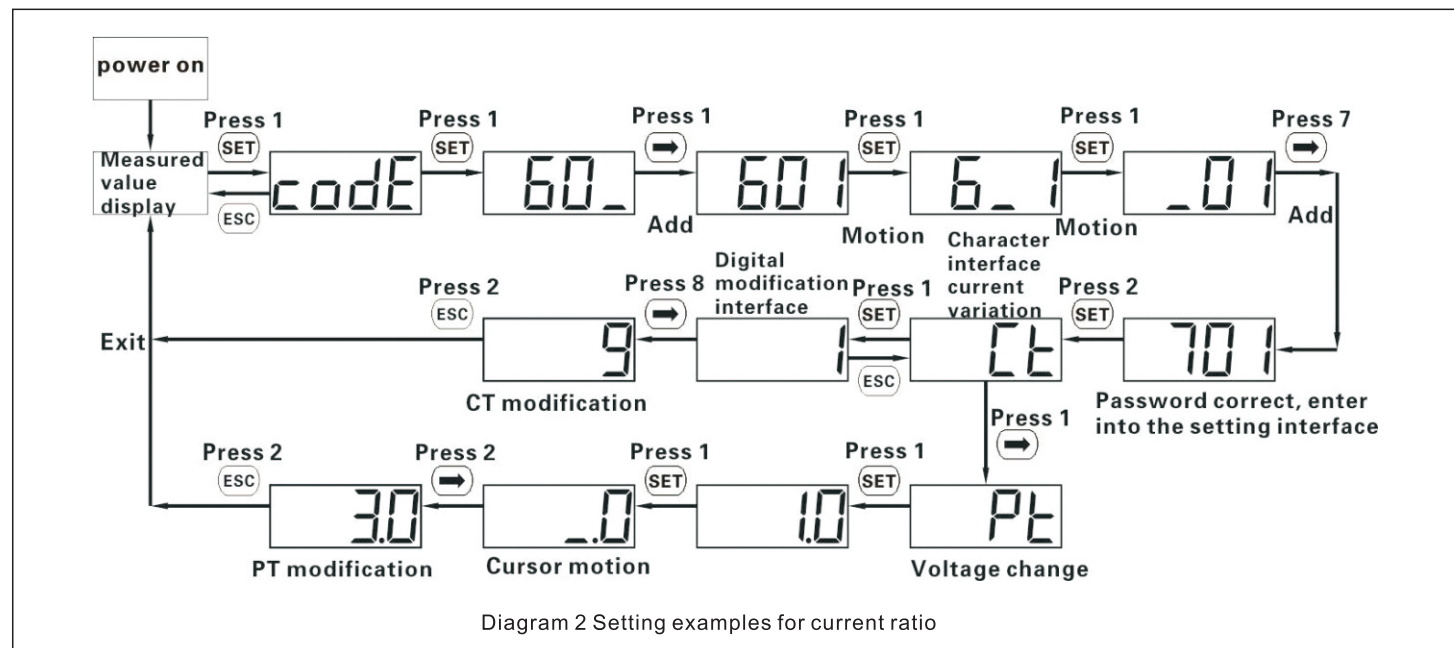 power on
Press 1
SET
Press 1
SET
Press 1
Press 1
SET
Press 1
SET
Press 7
Measured
value
display
ESC
codE
60_
Add
601
Motion
6_1
Motion
_01
Add
Exit
Press 2
ESC
9
CT modification
Press 8
Digital
modification
interface
1
Press 1
SET
ESC
Character
interface
current
variation
Ct
Press 2
SET
701
Password correct, enter
into the setting interface
Press 1
Press 2
ESC
3.0
PT modification
Press 2
_.0
Cursor motion
Press 1
SET
1.0
Press 1
SET
Pt
Voltage change
Diagram 2 Setting examples for current ratio